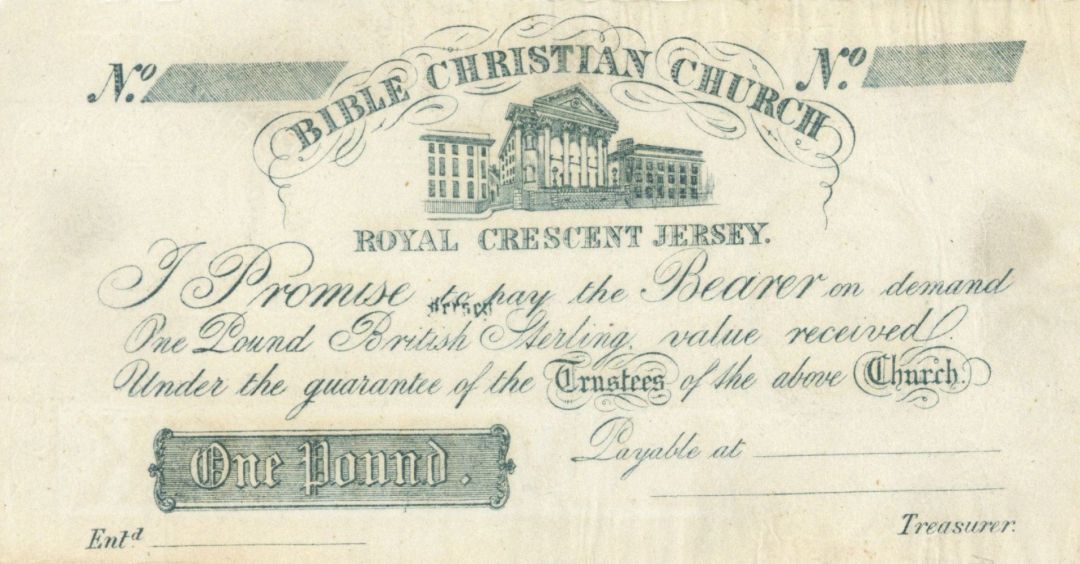 No. No.
BIBLE CHRISTIAN CHURCH
ROYAL CRESCENT JERSEY.
I Promise to pay the Bearer on demand
Jersey
One Pound British Sterling, value received.
Under the guarantee of the Trustees of the above Church.
One Pound.
Payable at
Entd
Treasurer.